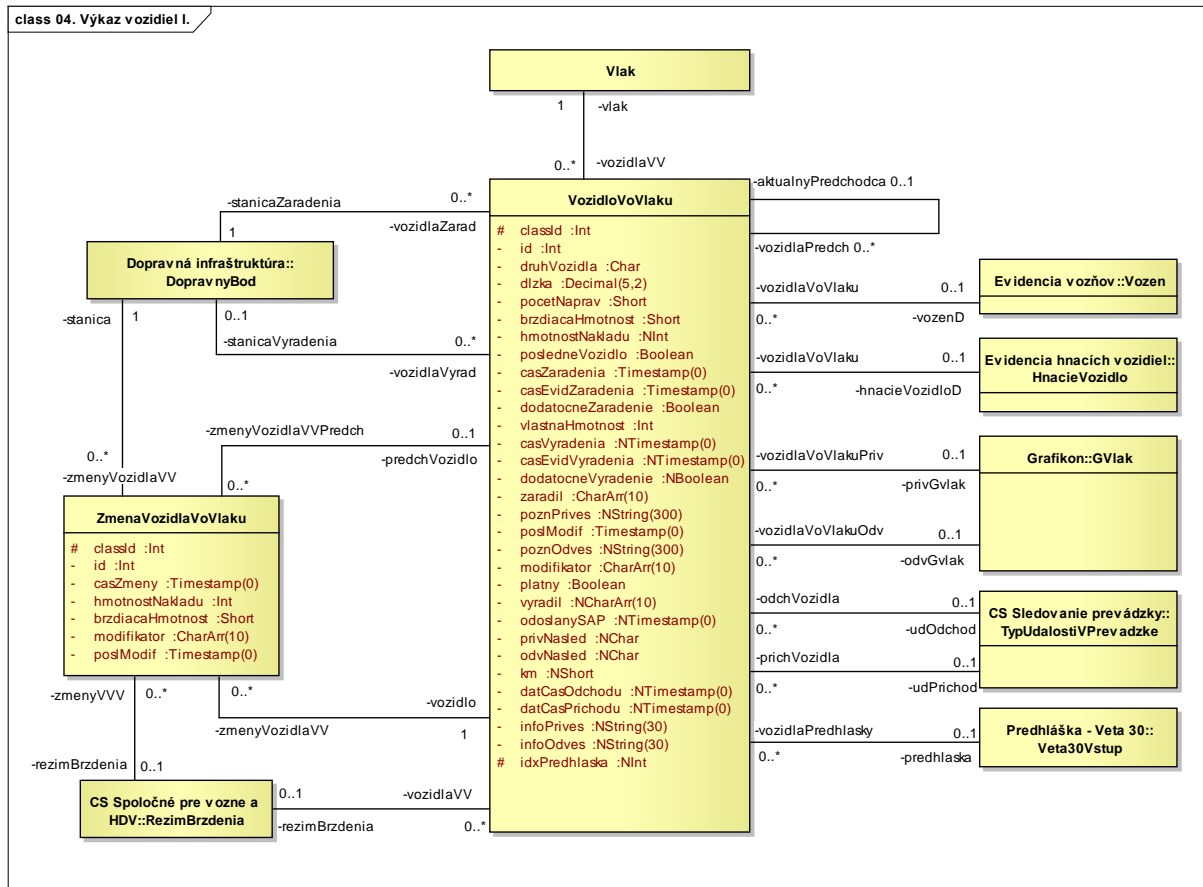 class 04. Výkaz vozidiel I.
Vlak
1
-vlak
0..*
-vozidlaVV
-stanicaZaradenia
0..*
1
-vozidlaZarad
Dopravná infraštruktúra::
DopravnyBod
-stanica
1
0..1
-stanicaVyradenia
0..*
-vozidlaVyrad
-zmenyVozidlaVVPredch
0..1
-predchVozidlo
0..*
0..*
-zmenyVozidlaVV
ZmenaVozidlaVoVlaku
# classId :Int
- id :Int
- casZmeny :Timestamp(0)
- hmotnostNakladu :Int
- brzdiacaHmotnost :Short
- modifikator :CharArr(10)
- poslModif :Timestamp(0)
-zmenyVVV
0..*
0..*
-zmenyVozidlaVV
-vozidlo
1
-rezimBrzdenia
0..1
CS Spoločné pre vozne a
HDV::RezimBrzdenia
0..1
-vozidlaVV
-rezimBrzdenia
0..*
VozidloVoVlaku
# classId :Int
- id :Int
- druhVozidla :Char
- dlzka :Decimal(5,2)
- pocetNaprav :Short
- brzdiacaHmotnost :Short
- hmotnostNakladu :NInt
- posledneVozidlo :Boolean
- casZaradenia :Timestamp(0)
- casEvidZaradenia :Timestamp(0)
- dodatocneZaradenie :Boolean
- vlastnaHmotnost :Int
- casVyradenia :NTimestamp(0)
- casEvidVyradenia :NTimestamp(0)
- dodatocneVyradenie :NBoolean
- zaradil :CharArr(10)
- poznPrives :NString(300)
- poslModif :Timestamp(0)
- poznOdves :NString(300)
- modifikator :CharArr(10)
- platny :Boolean
- vyradil :NCharArr(10)
- odoslanySAP :NTimestamp(0)
- privNasled :NChar
- odvNasled :NChar
- km :NShort
- datCasOdchodu :NTimestamp(0)
- datCasPrichodu :NTimestamp(0)
- infoPrives :NString(30)
- infoOdves :NString(30)
# idxPredhlaska :NInt
-aktualnyPredchodca 0..1
-vozidlaPredch 0..*
-vozidlaVoVlaku
0..1
0..*
-vozenD
Evidencia vozňov::Vozen
-vozidlaVoVlaku
0..1
0..*
-hnacieVozidloD
Evidencia hnacích vozidiel::
HnacieVozidlo
-vozidlaVoVlakuPriv
0..1
0..*
-privGvlak
Grafikon::GVlak
-vozidlaVoVlakuOdv
0..1
0..*
-odvGvlak
-odchVozidla
0..1
0..*
-udOdchod
CS Sledovanie prevádzky::
TypUdalostiVPrevadzke
-prichVozidla
0..1
0..*
-udPrichod
-vozidlaPredhlasky
0..1
0..*
-predhlaska
Predhláška - Veta 30::
Veta30Vstup